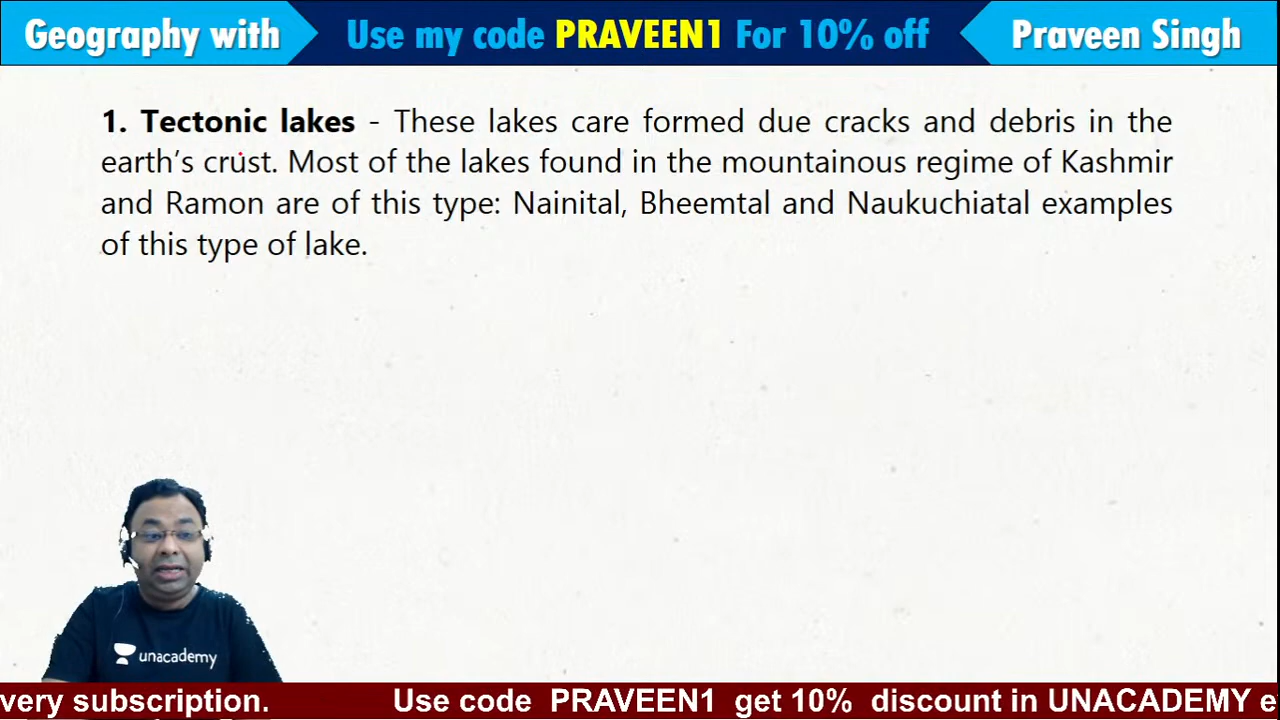 Geography with
Use my code PRAVEEN1 For 10% off
Praveen Singh
1. Tectonic lakes - These lakes care formed due cracks and debris in the
earth's crust. Most of the lakes found in the mountainous regime of Kashmir
and Ramon are of this type: Nainital, Bheemtal and Naukuchiatal examples
of this type of lake.
unacademy
very subscription. Use code PRAVEEN1 get 10% discount in UNACADEMY e